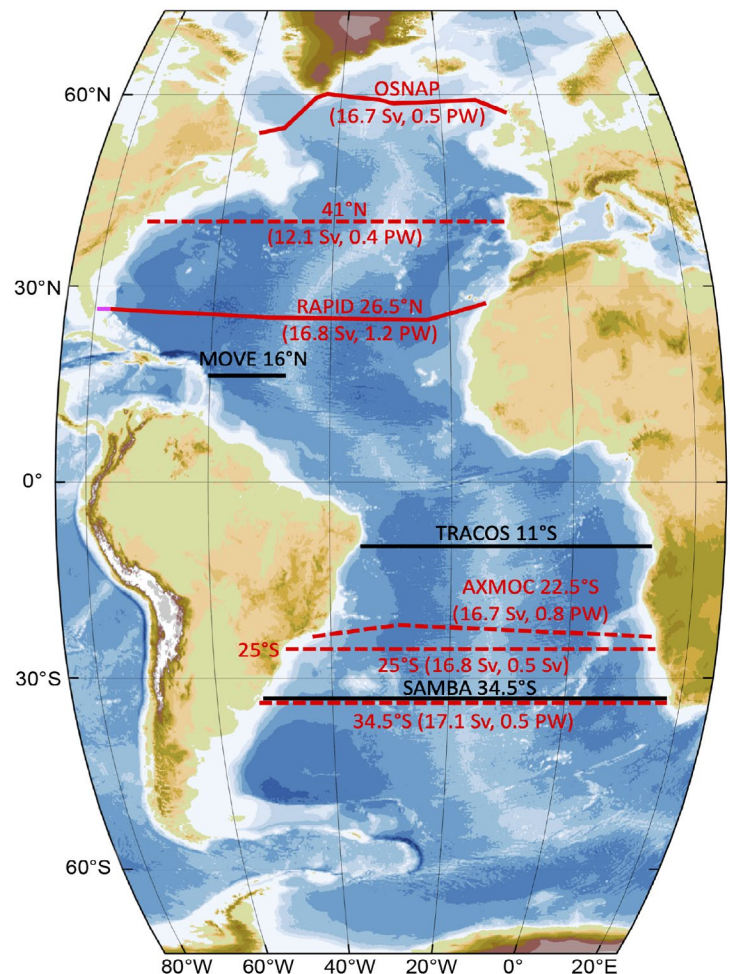 60°N
OSNAP
(16.7 Sv, 0.5 PW)
41°N
(12.1 Sv, 0.4 PW)
30°N
RAPID 26.5°N
(16.8 Sv, 1.2 PW)
MOVE 16°N
0°
TRACOS 11°S
AXMOC 22.5°S
(16.7 Sv, 0.8 PW)
25°S
25°S (16.8 Sv, 0.5 Sv)
30°S
SAMBA 34.5°S
34.5°S (17.1 Sv, 0.5 PW)
60°S
80°W 60°W 40°W 20°W 0° 20°E